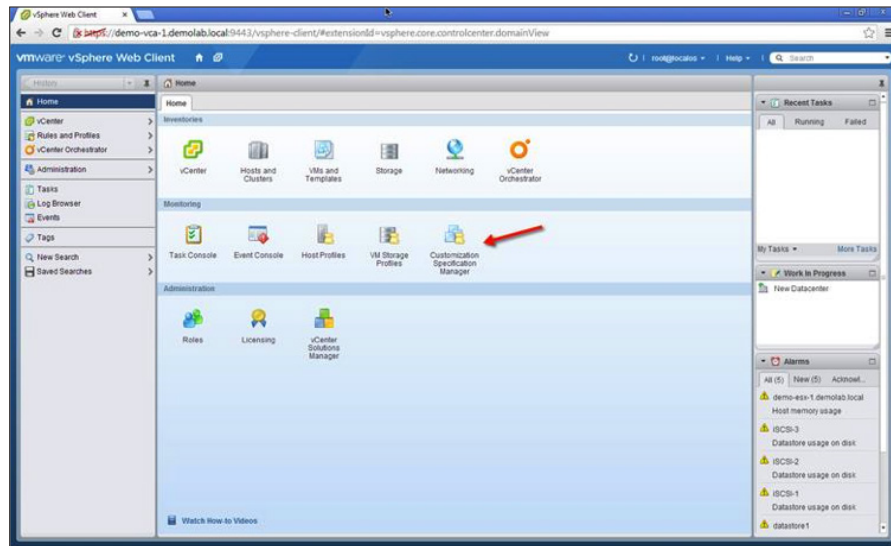 vSphere Web Client
https://demo-vca-1.demolab.local:9443/vsphere-client/#extensionId=vsphere.core.controlcenter.domainView
vmware® vSphere Web Client
root@localos
Help
Search
History
Home
vCenter
Rules and Profiles
vCenter Orchestrator
Administration
Tasks
Log Browser
Events
Tags
New Search
Saved Searches
Home
Home
Inventories
vCenter
Hosts and
Clusters
VMs and
Templates
Storage
Networking
vCenter
Orchestrator
Monitoring
Task Console
Event Console
Host Profiles
VM Storage
Profiles
Customization
Specification
Manager
Administration
Roles
Licensing
vCenter
Solutions
Manager
Watch How-to Videos
Recent Tasks
All Running Failed
My Tasks More Tasks
Work In Progress
New Datacenter
Alarms
All (5) New (5) Acknowl...
demo-esx-1.demolab.local
Host memory usage
iSCSI-3
Datastore usage on disk
iSCSI-2
Datastore usage on disk
iSCSI-1
Datastore usage on disk
datastore1